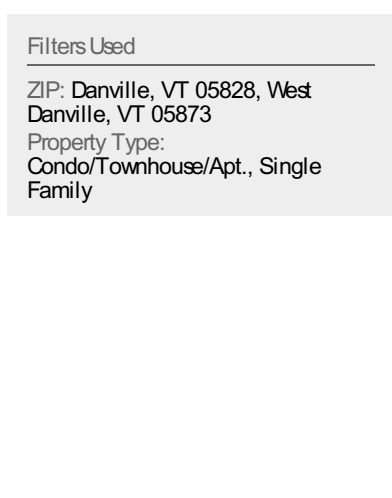 Filters Used
ZIP: Danville, VT 05828, West
Danville, VT 05873
Property Type:
Condo/Townhouse/Apt., Single
Family